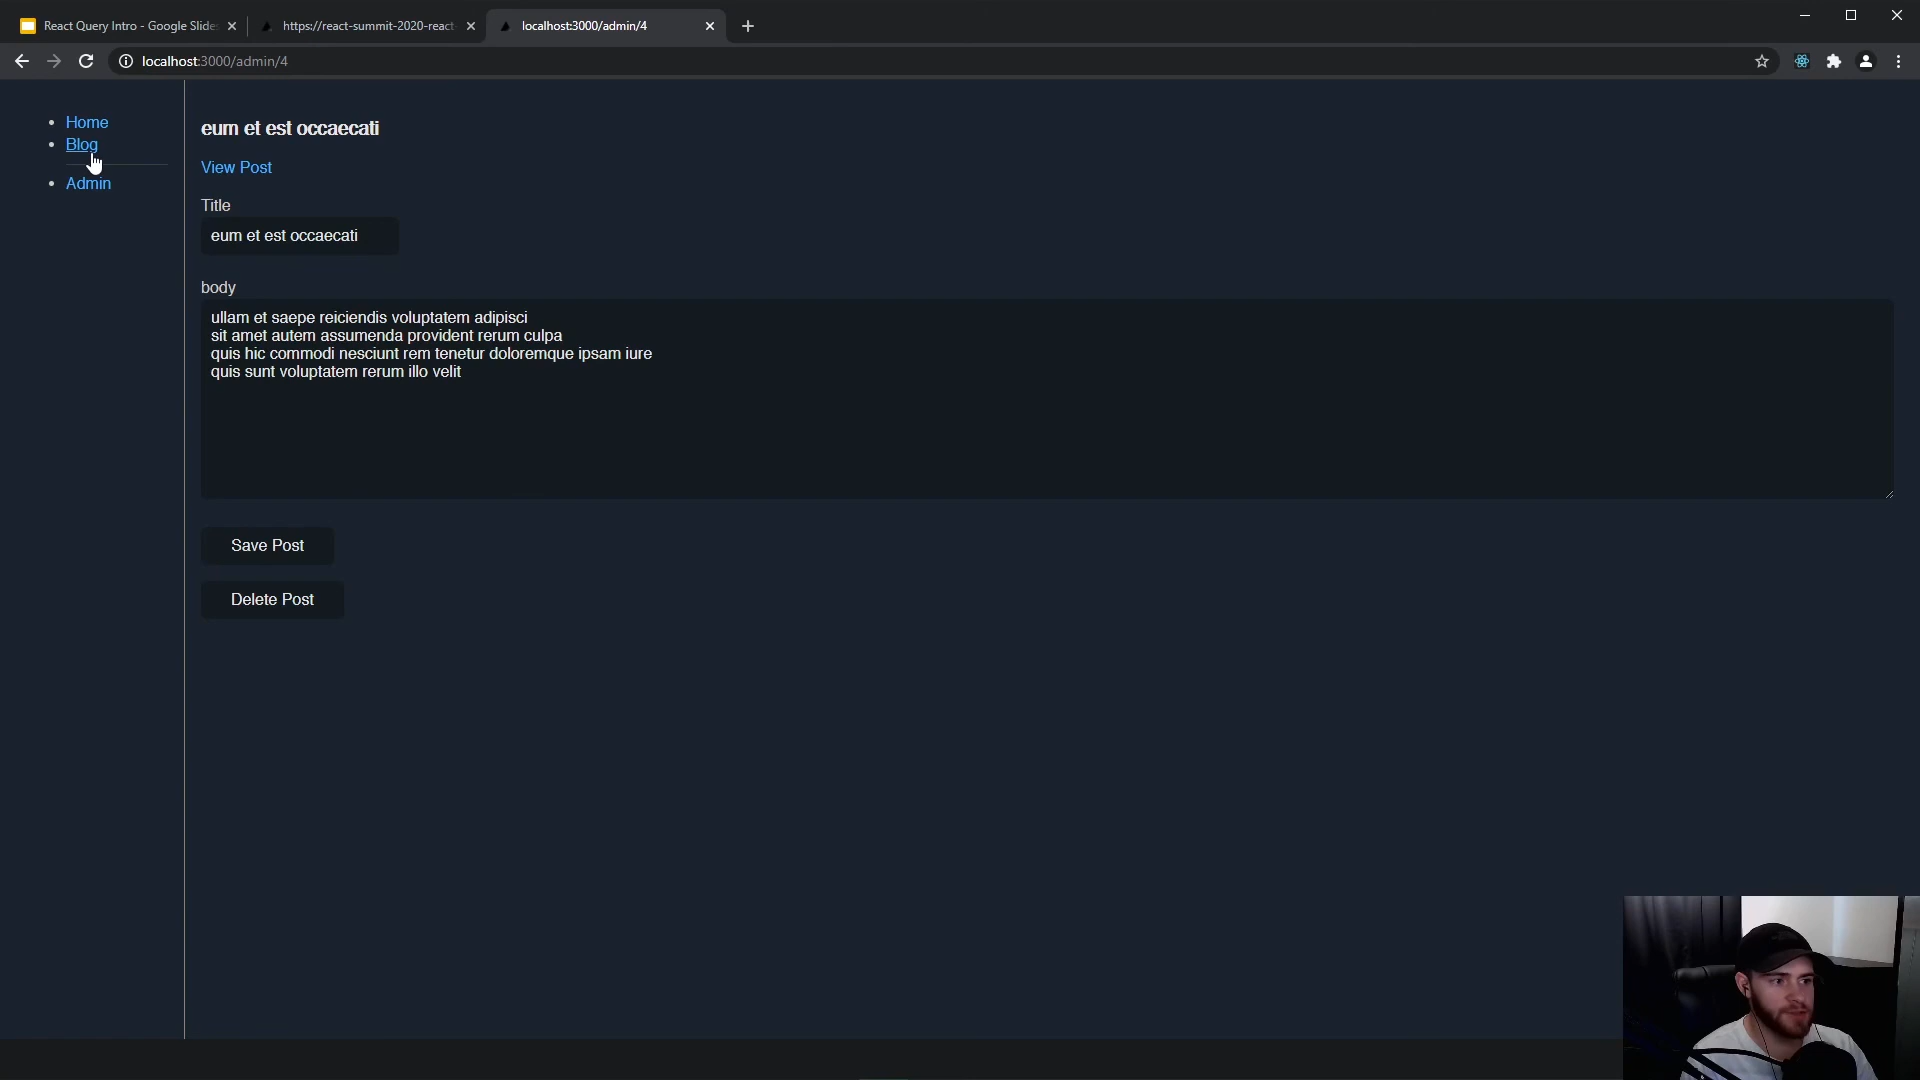 React Query Intro - Google Slides
https://react-summit-2020-react-
localhost:3000/admin/4
localhost:3000/admin/4
Home
Blog
Admin
eum et est occaecati
View Post
Title
eum et est occaecati
body
ullam et saepe reiciendis voluptatem adipisci
sit amet autem assumenda provident rerum culpa
quis hic commodi nesciunt rem tenetur doloremque ipsam iure
quis sunt voluptatem rerum illo velit
Save Post
Delete Post